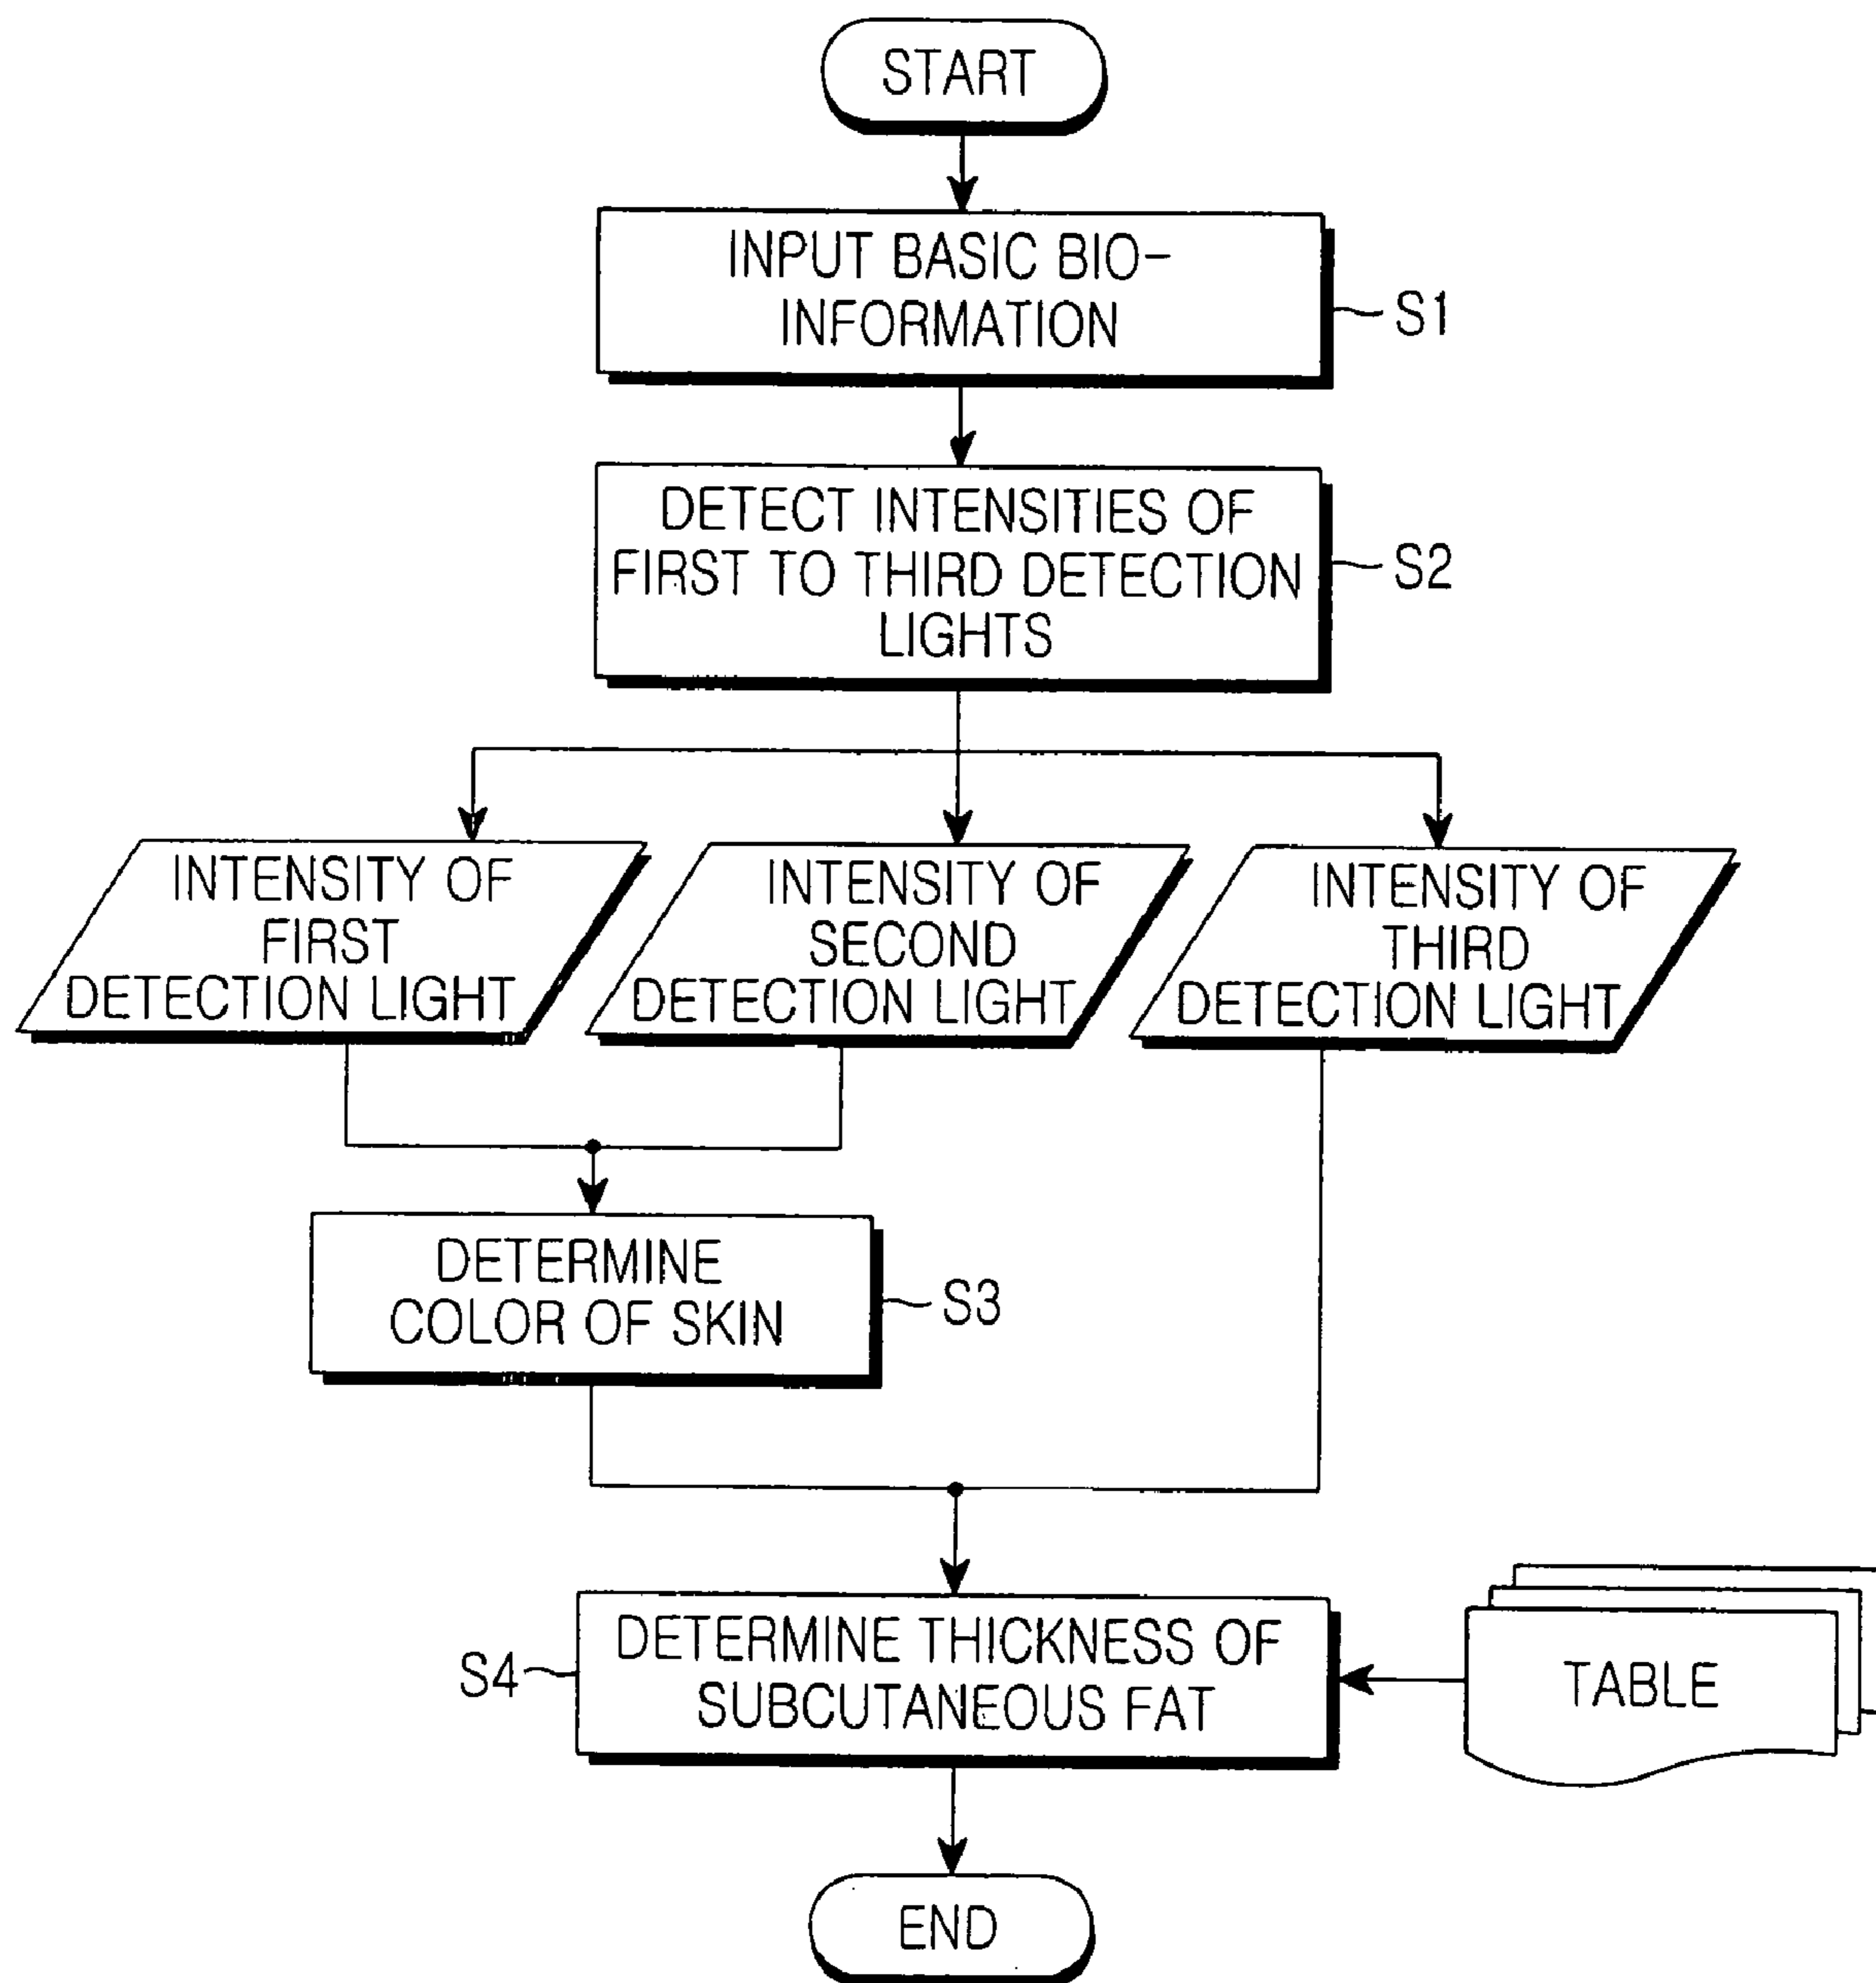 START
INPUT BASIC BIO-
INFORMATION
S1
DETECT INTENSITIES OF
FIRST TO THIRD DETECTION
LIGHTS
S2
INTENSITY OF
FIRST
DETECTION LIGHT
INTENSITY OF
SECOND
DETECTION LIGHT
INTENSITY OF
THIRD
DETECTION LIGHT
DETERMINE
COLOR OF SKIN
S3
S4
DETERMINE THICKNESS OF
SUBCUTANEOUS FAT
TABLE
END